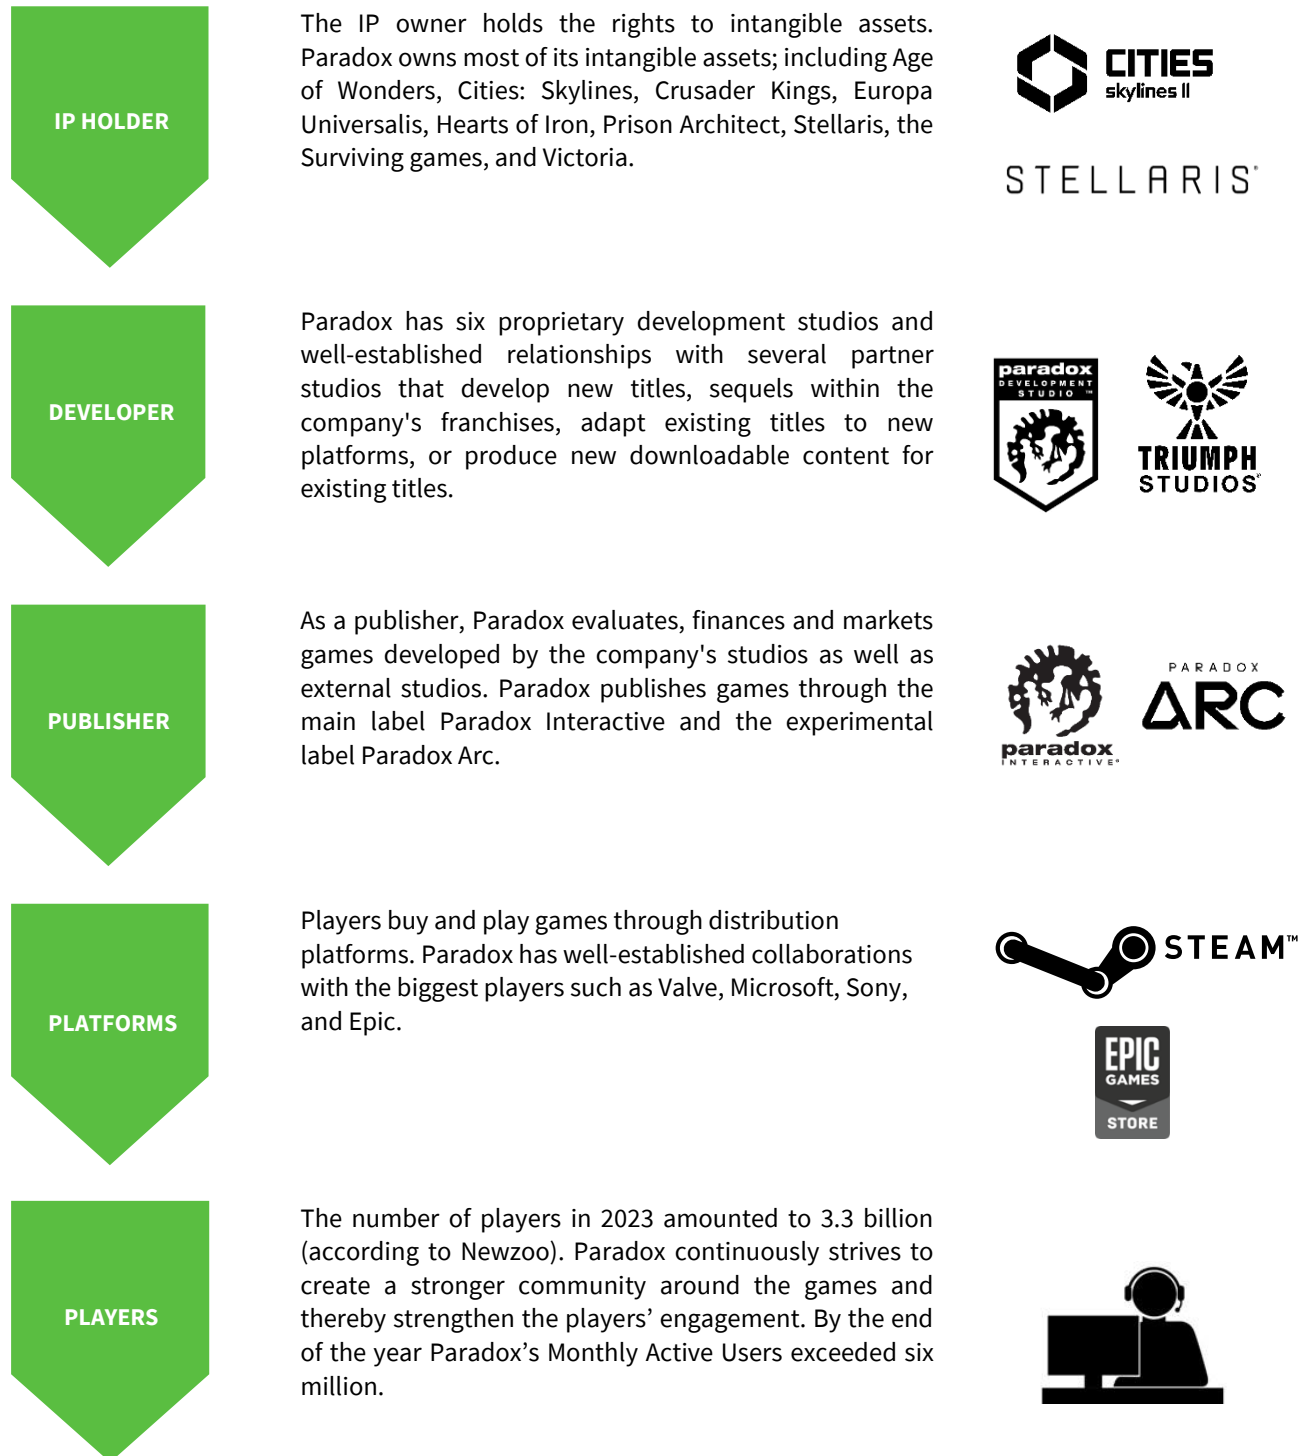 IP HOLDER
The IP owner holds the rights to intangible assets.
Paradox owns most of its intangible assets; including Age
of Wonders, Cities: Skylines, Crusader Kings, Europa
Universalis, Hearts of Iron, Prison Architect, Stellaris, the
Surviving games, and Victoria.
CITIES
skylines II
STELLARIS®
DEVELOPER
Paradox has six proprietary development studios and
well-established relationships with several partner
studios that develop new titles, sequels within the
company's franchises, adapt existing titles to new
platforms, or produce new downloadable content for
existing titles.
paradox
DEVELOPMENT
STUDIO ™
TRIUMPH
STUDIOS®
PUBLISHER
As a publisher, Paradox evaluates, finances and markets
games developed by the company's studios as well as
external studios. Paradox publishes games through the
main label Paradox Interactive and the experimental
label Paradox Arc.
paradox
INTERACTIVE®
PARADOX
ARC
PLATFORMS
Players buy and play games through distribution
platforms. Paradox has well-established collaborations
with the biggest players such as Valve, Microsoft, Sony,
and Epic.
STEAM™
EPIC
GAMES
STORE
PLAYERS
The number of players in 2023 amounted to 3.3 billion
(according to Newzoo). Paradox continuously strives to
create a stronger community around the games and
thereby strengthen the players’ engagement. By the end
of the year Paradox’s Monthly Active Users exceeded six
million.